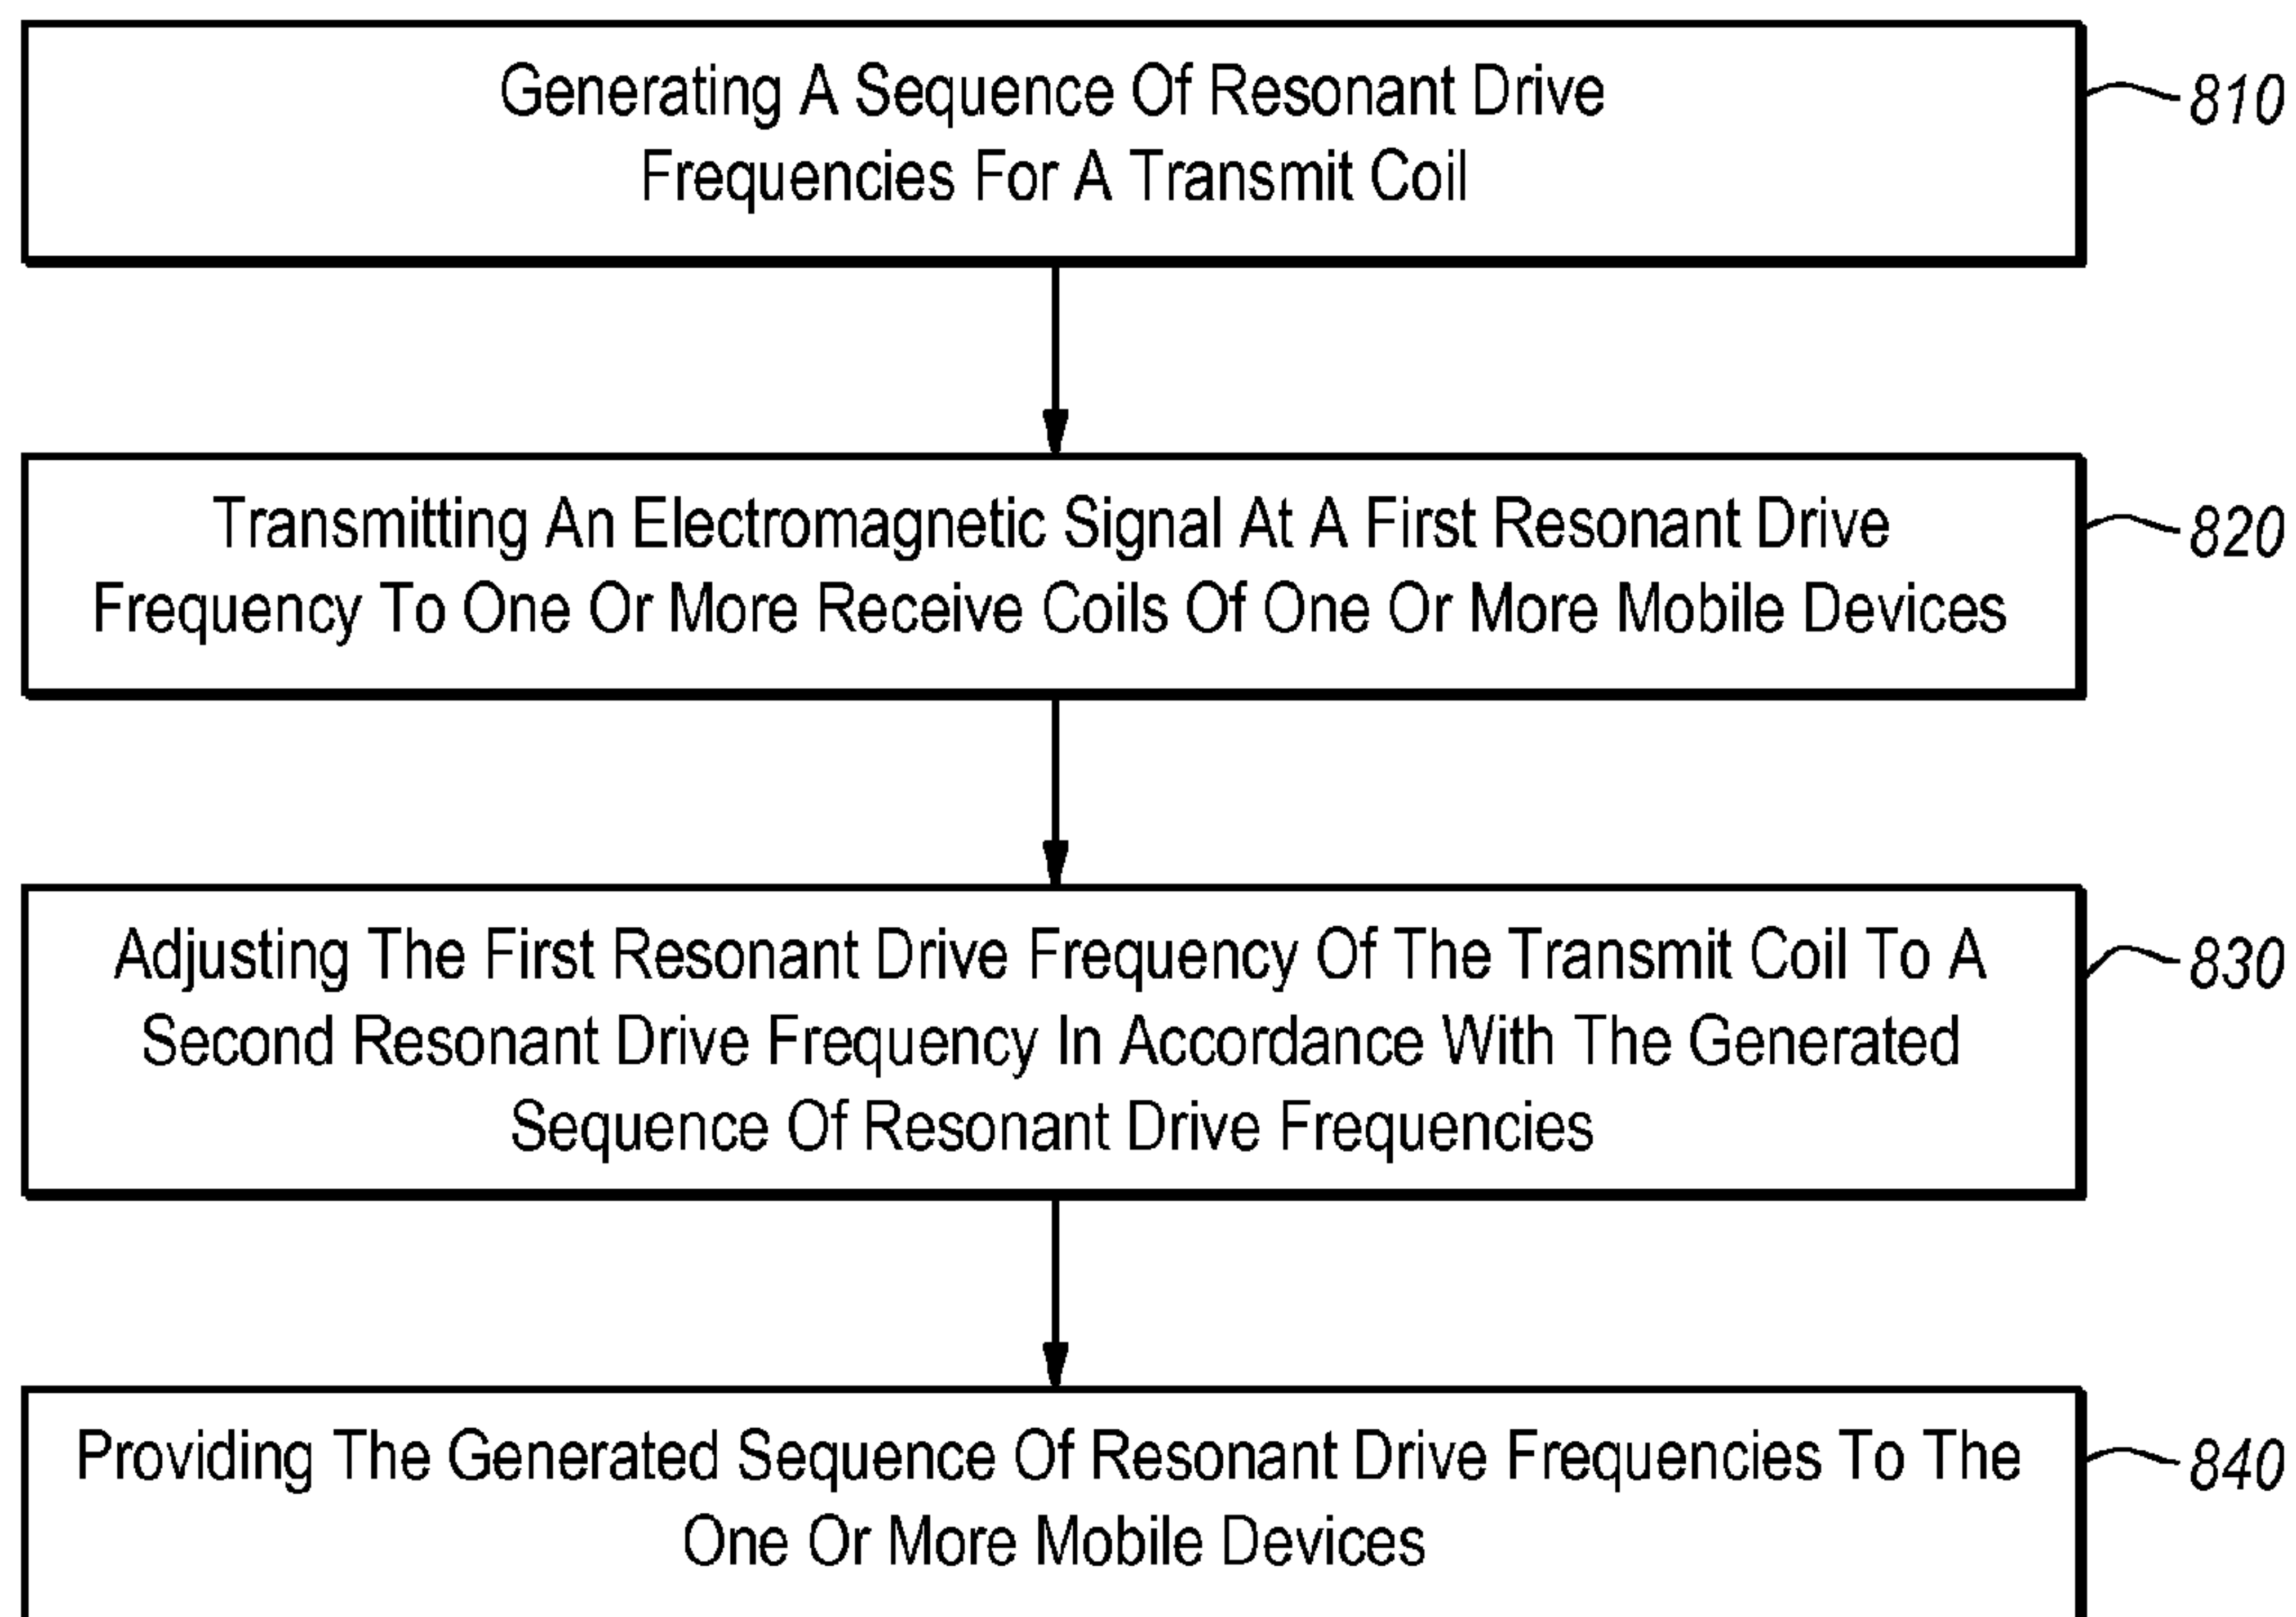 Generating A Sequence Of Resonant Drive
Frequencies For A Transmit Coil
810
Transmitting An Electromagnetic Signal At A First Resonant Drive
Frequency To One Or More Receive Coils Of One Or More Mobile Devices
820
Adjusting The First Resonant Drive Frequency Of The Transmit Coil To A
Second Resonant Drive Frequency In Accordance With The Generated
Sequence Of Resonant Drive Frequencies
830
Providing The Generated Sequence Of Resonant Drive Frequencies To The
One Or More Mobile Devices
840